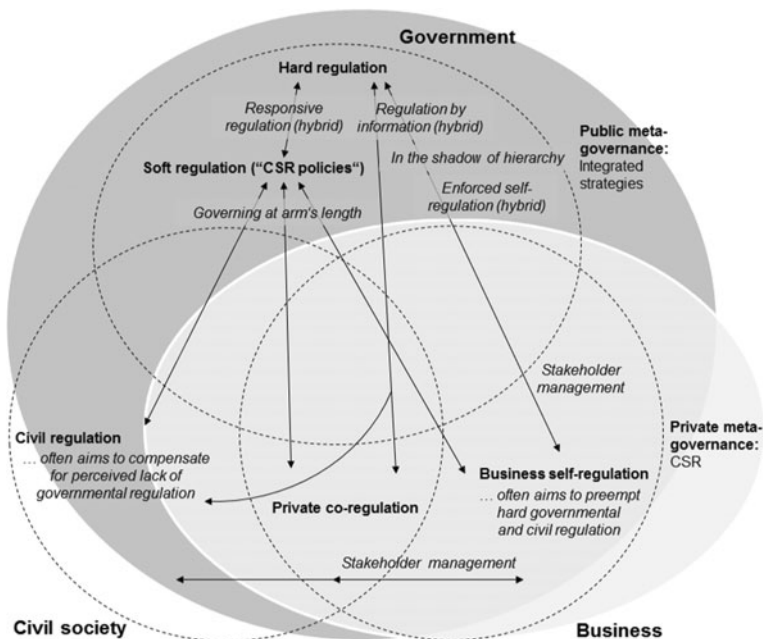 Government
Hard regulation
Responsive
regulation (hybrid)
Regulation by
information (hybrid)
Public meta-
governance:
Integrated
strategies
In the shadow of hierarchy
Soft regulation (“CSR policies“)
Enforced self-
regulation (hybrid)
Governing at arm's length
Stakeholder
management
Private meta-
governance:
CSR
Civil regulation
… often aims to compensate
for perceived lack of
governmental regulation
Business self-regulation
… often aims to preempt
hard governmental
and civil regulation
Private co-regulation
Stakeholder management
Civil society
Business